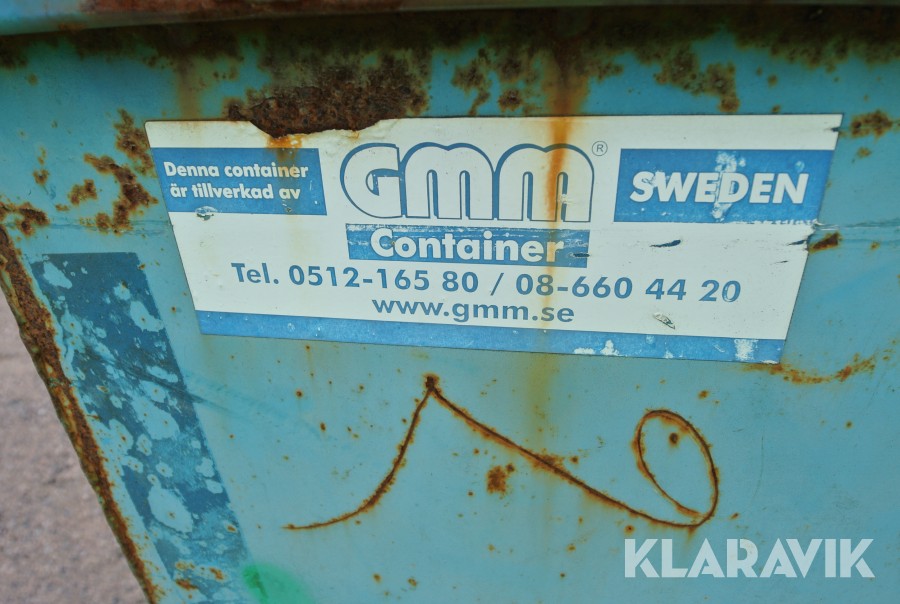 Denna container
är tillverkad av
GMM®
Container
SWEDEN
Tel. 0512-165 80 / 08-660 44 20
www.gmm.se
KLARAVIK